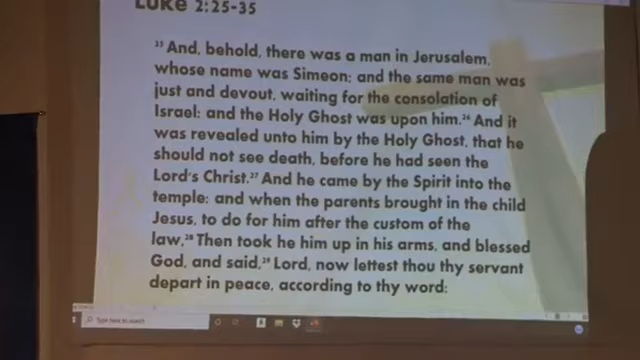 Luke 2:25-35
²⁵ And, behold, there was a man in Jerusalem,
whose name was Simeon; and the same man was
just and devout, waiting for the consolation of
Israel: and the Holy Ghost was upon him.²⁶ And it
was revealed unto him by the Holy Ghost, that he
should not see death, before he had seen the
Lord's Christ.²⁷ And he came by the Spirit into the
temple: and when the parents brought in the child
Jesus, to do for him after the custom of the
law,²⁸ Then took he him up in his arms, and blessed
God, and said,²⁹ Lord, now lettest thou thy servant
depart in peace, according to thy word:
Type here to search